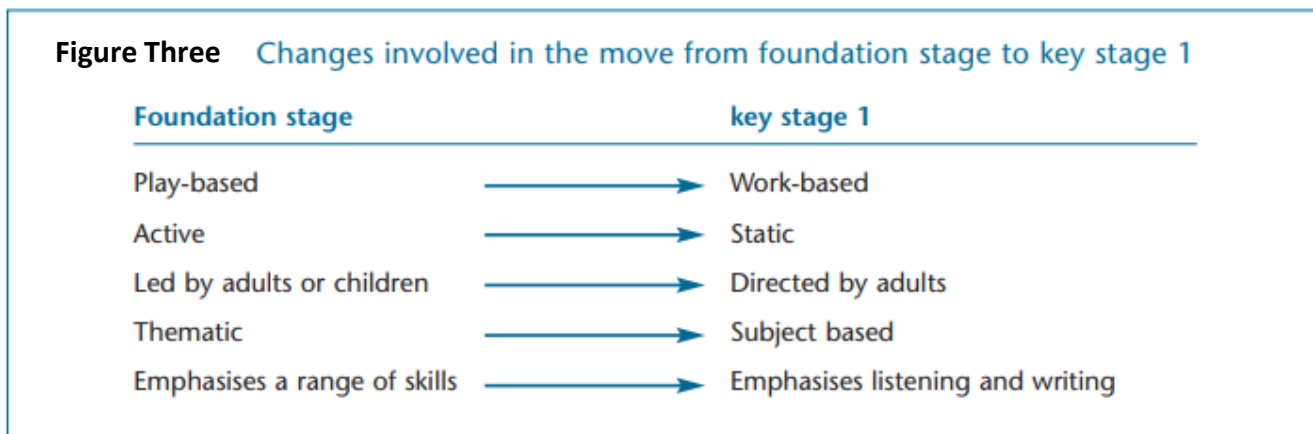 Figure Three Changes involved in the move from foundation stage to key stage 1
Foundation stage key stage 1
Play-based Work-based
Active Static
Led by adults or children Directed by adults
Thematic Subject based
Emphasises a range of skills Emphasises listening and writing